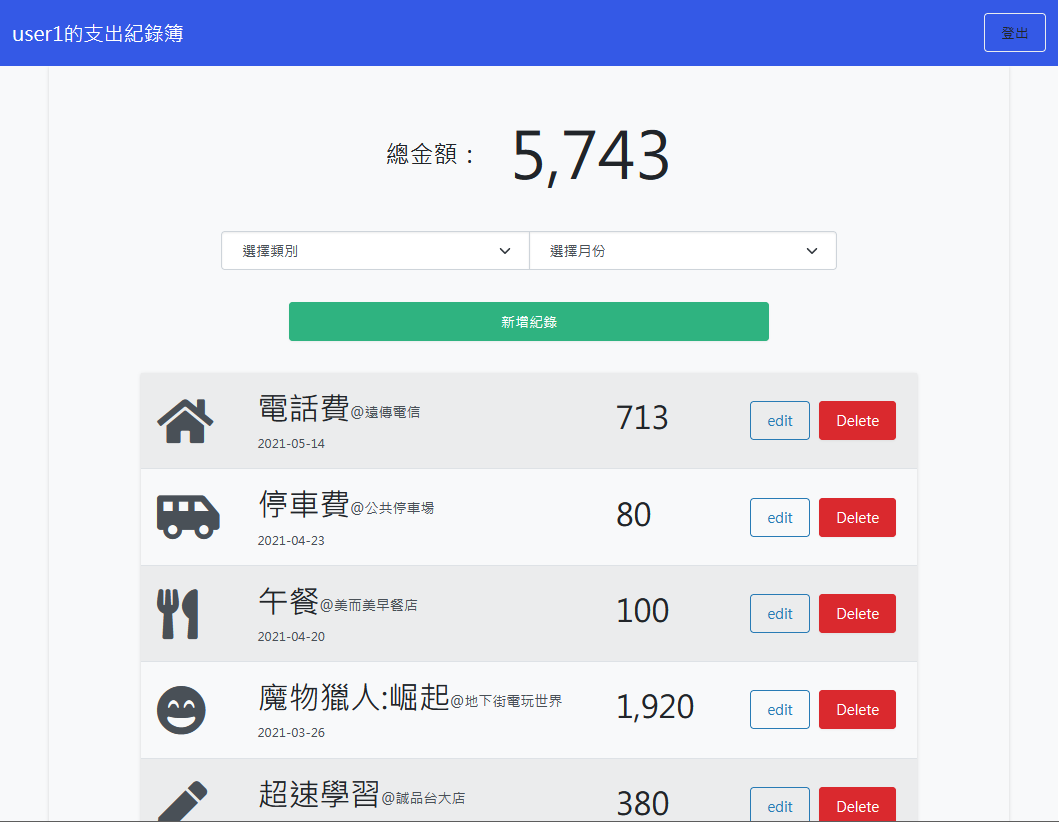 user1的支出紀錄簿 登出
總金額： 5,743
選擇類別 選擇月份
新增紀錄
電話費@遠傳電信 713 edit Delete
2021-05-14
停車費@公共停車場 80 edit Delete
2021-04-23
午餐@美而美早餐店 100 edit Delete
2021-04-20
魔物獵人:崛起@地下街電玩世界 1,920 edit Delete
2021-03-26
超速學習@誠品台大店 380 edit Delete